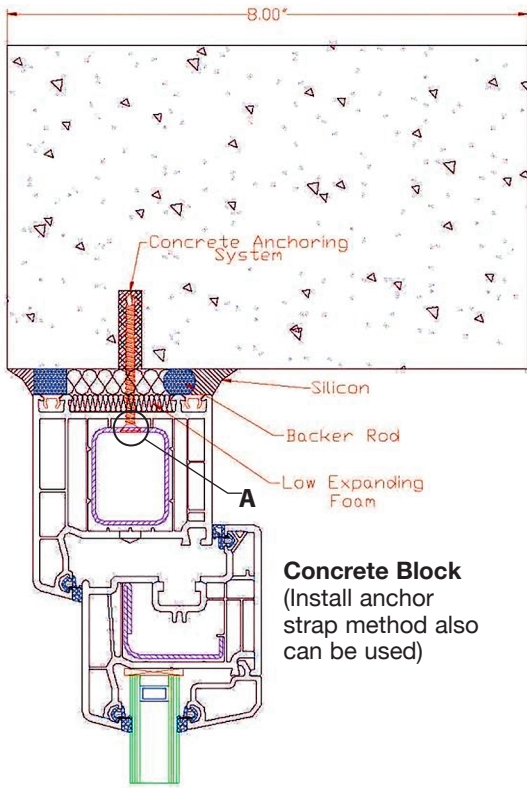 8.00"
Concrete Anchoring
System
Silicon
Backer Rod
Low Expanding
Foam
A
Concrete Block
(Install anchor
strap method also
can be used)